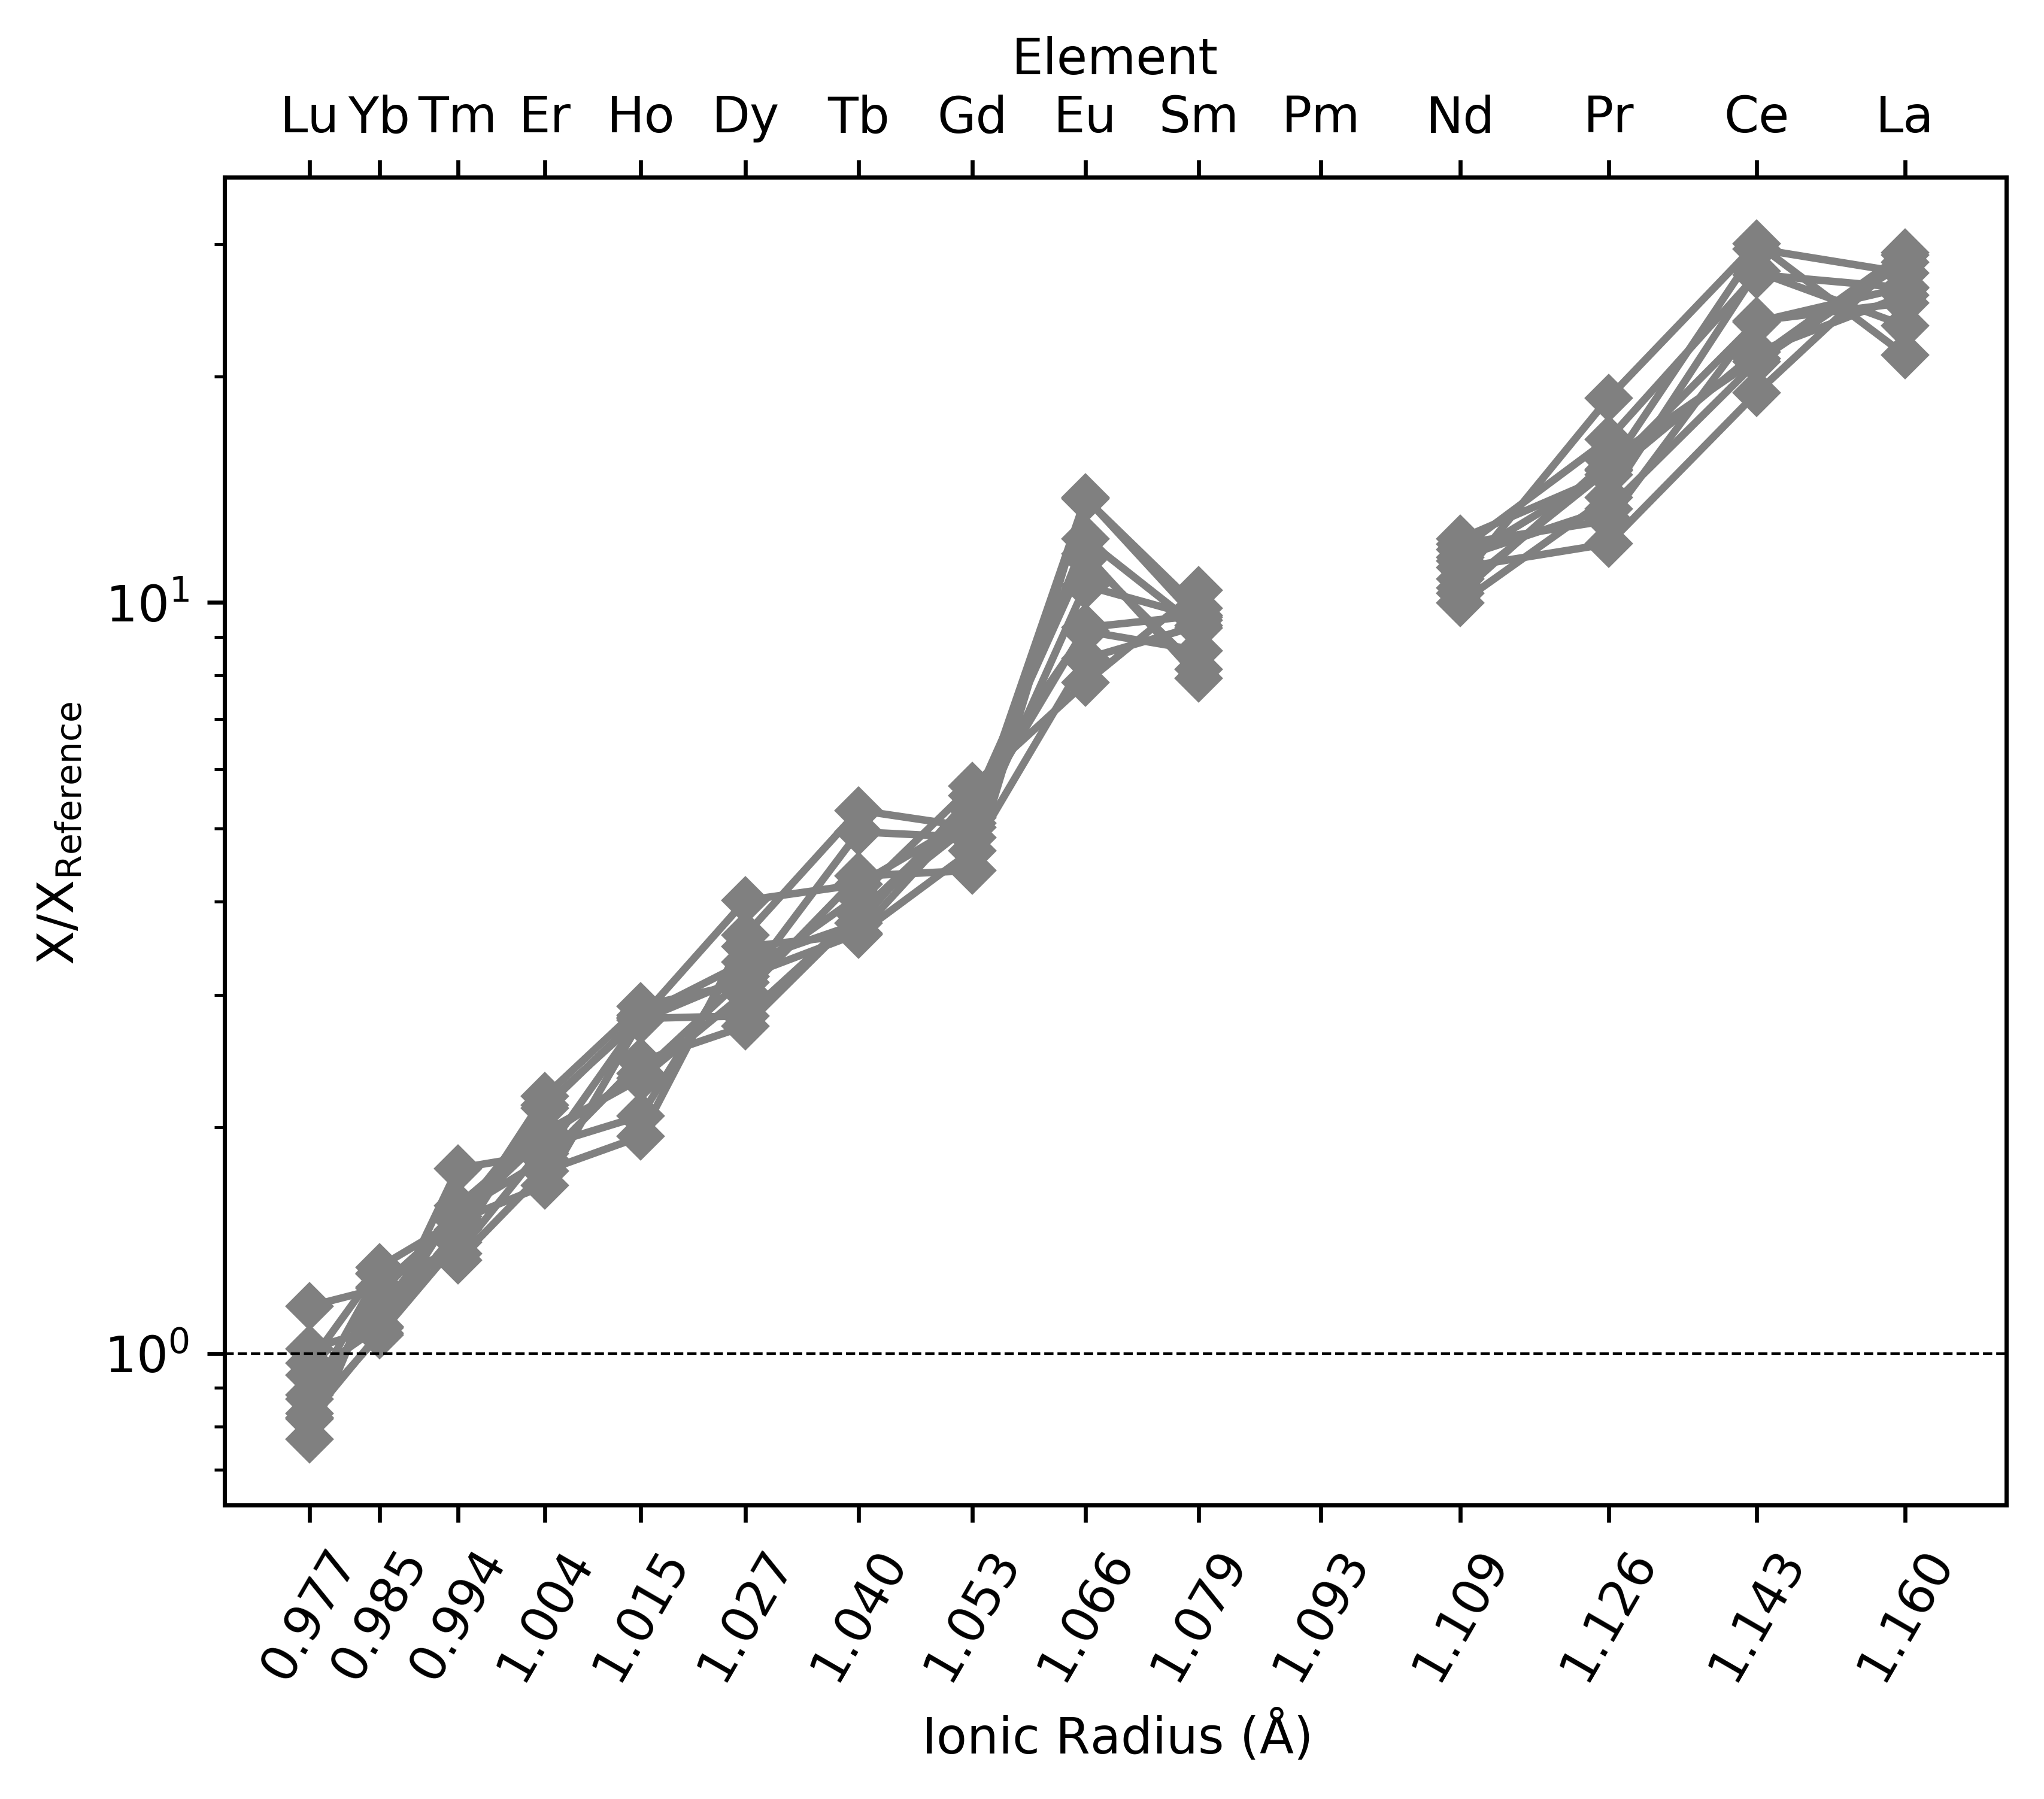 Element
Lu Yb Tm Er Ho Dy Tb Gd Eu Sm Pm Nd Pr Ce La
10¹
10⁰
X/X_Reference
0.977 0.985 0.994 1.004 1.015 1.027 1.040 1.053 1.066 1.079 1.093 1.109 1.126 1.143 1.160
Ionic Radius (Å)